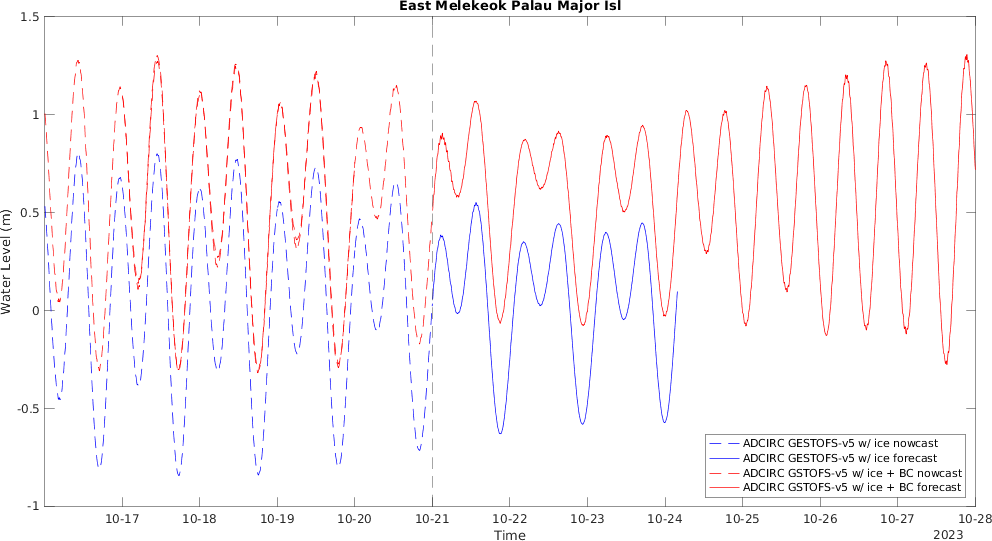 East Melekeok Palau Major Isl
1.5
1
0.5
0
-0.5
-1
Water Level (m)
10-17 10-18 10-19 10-20 10-21 10-22 10-23 10-24 10-25 10-26 10-27 10-28
Time
2023
ADCIRC GESTOFS-v5 w/ ice nowcast
ADCIRC GESTOFS-v5 w/ ice forecast
ADCIRC GSTOFS-v5 w/ ice + BC nowcast
ADCIRC GSTOFS-v5 w/ ice + BC forecast